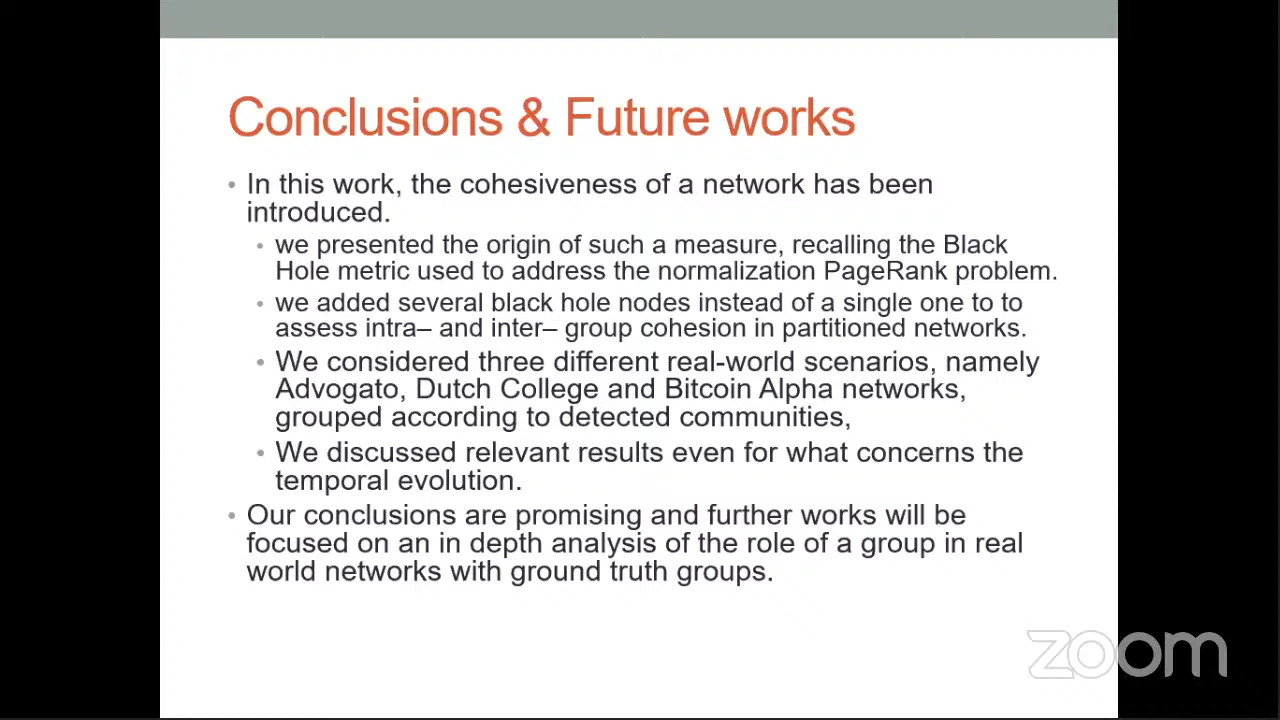 Conclusions & Future works
• In this work, the cohesiveness of a network has been
introduced.
• we presented the origin of such a measure, recalling the Black
Hole metric used to address the normalization PageRank problem.
• we added several black hole nodes instead of a single one to to
assess intra– and inter– group cohesion in partitioned networks.
• We considered three different real-world scenarios, namely
Advogato, Dutch College and Bitcoin Alpha networks,
grouped according to detected communities,
• We discussed relevant results even for what concerns the
temporal evolution.
• Our conclusions are promising and further works will be
focused on an in depth analysis of the role of a group in real
world networks with ground truth groups.
zoom